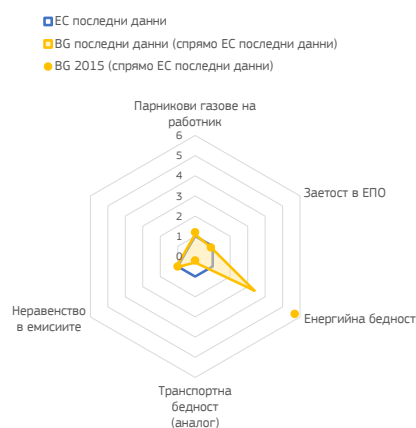 ЕС последни данни
BG последни данни (спрямо ЕС последни данни)
BG 2015 (спрямо ЕС последни данни)
Парникови газове на
работник
6
5
4
3
2
1
0
Заетост в ЕПО
Енергийна бедност
Транспортна
бедност
(аналог)
Неравенство
в емисиите